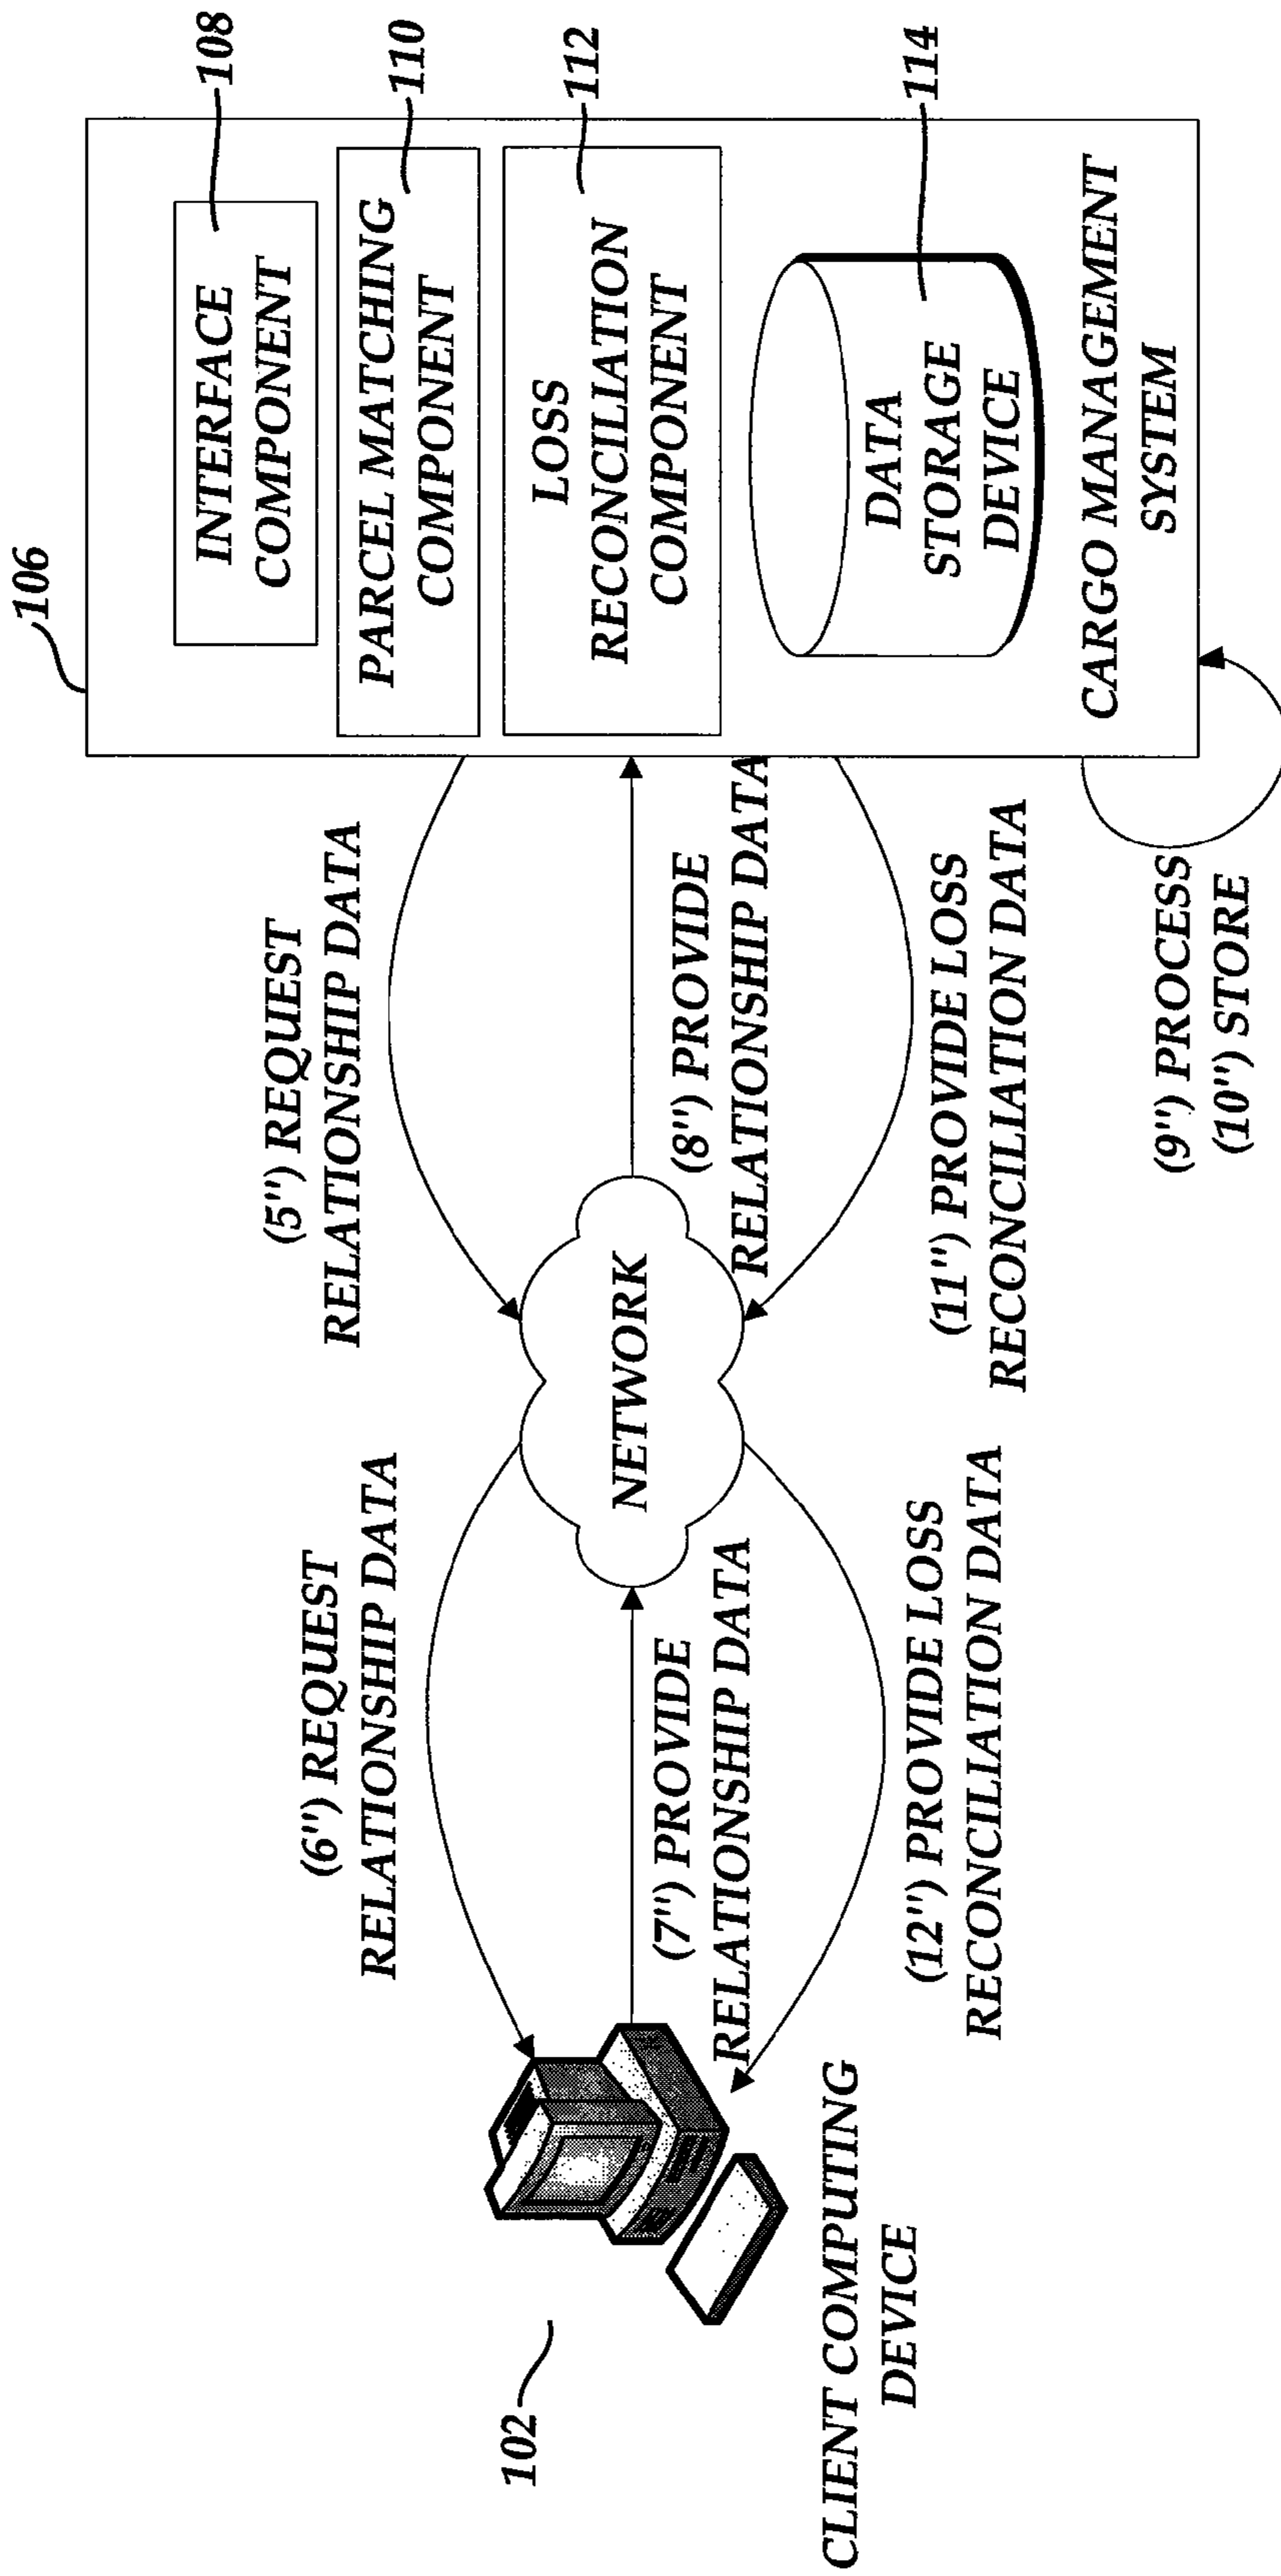 106
108
INTERFACE
COMPONENT
110
PARCEL MATCHING
COMPONENT
112
LOSS
RECONCILIATION
COMPONENT
114
DATA
STORAGE
DEVICE
CARGO MANAGEMENT
SYSTEM
(5'') REQUEST
RELATIONSHIP DATA
(6'') REQUEST
RELATIONSHIP DATA
NETWORK
(7'') PROVIDE
RELATIONSHIP DATA
(8'') PROVIDE
RELATIONSHIP DATA
(9'') PROCESS
(10'') STORE
(11'') PROVIDE LOSS
RECONCILIATION DATA
(12'') PROVIDE LOSS
RECONCILIATION DATA
102
CLIENT COMPUTING
DEVICE